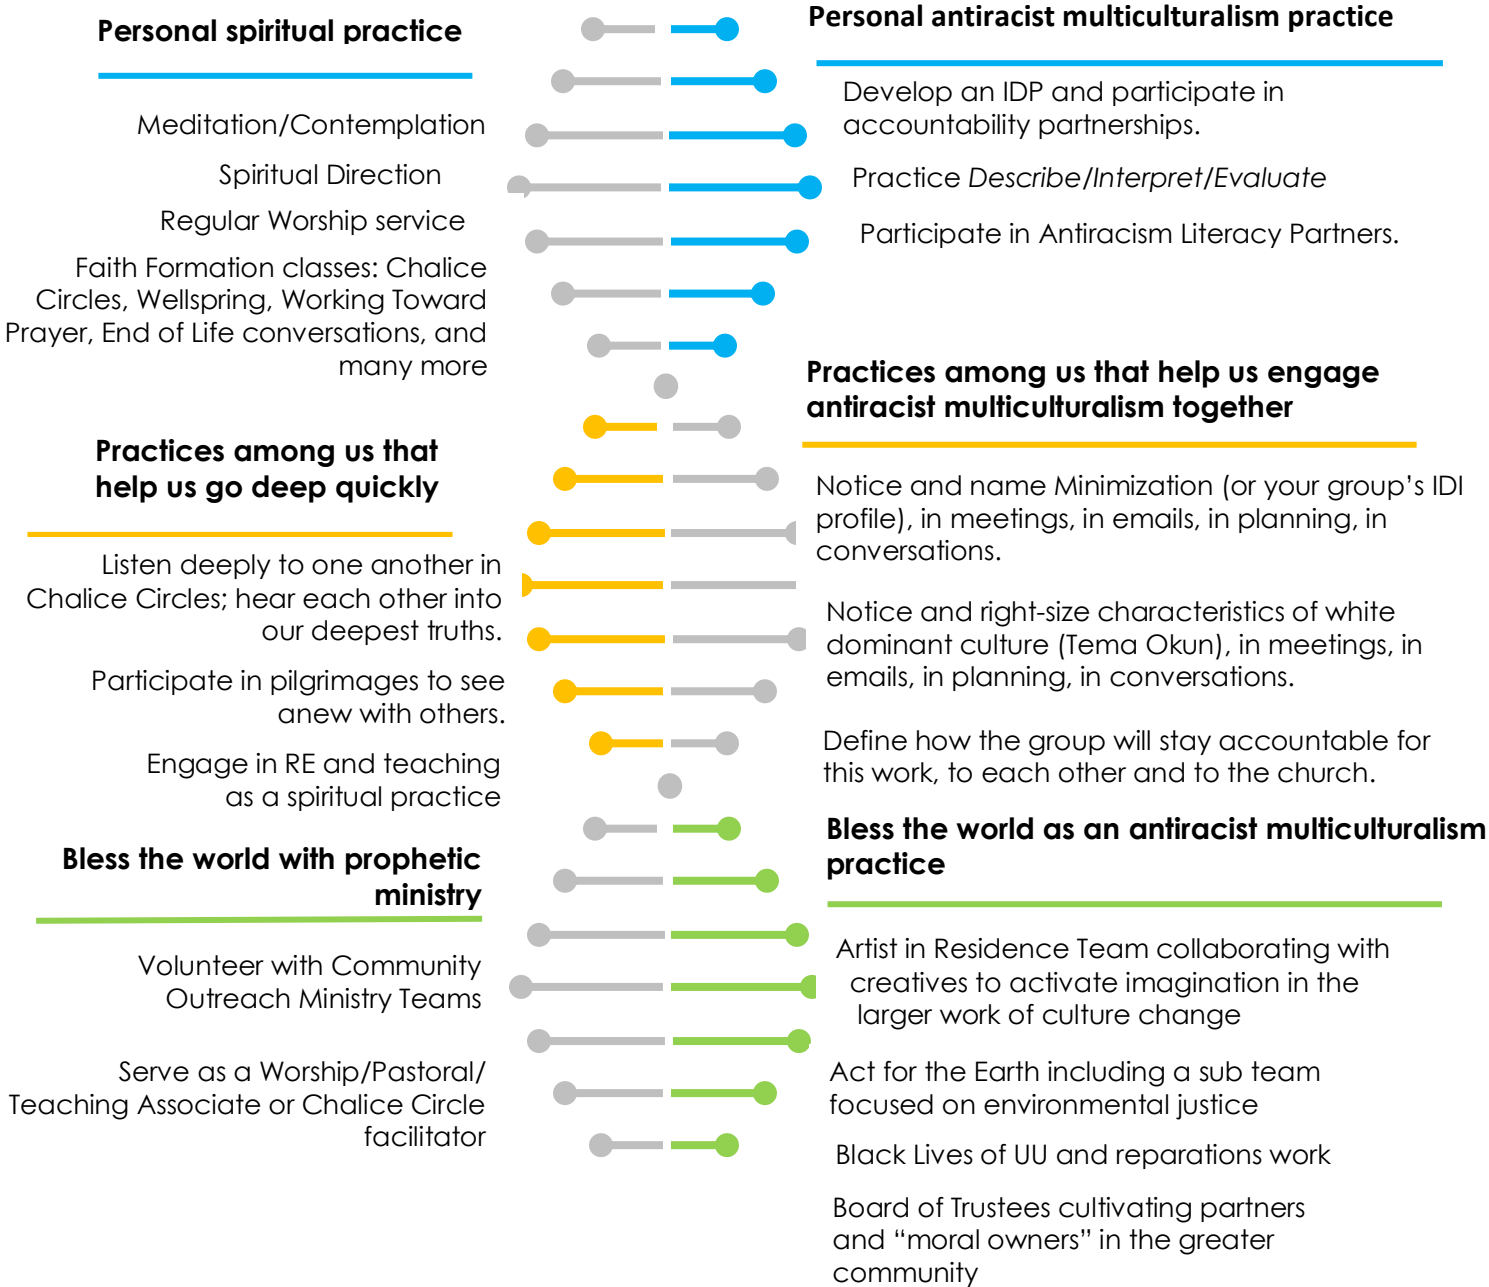 Personal spiritual practice
Meditation/Contemplation
Spiritual Direction
Regular Worship service
Faith Formation classes: Chalice
Circles, Wellspring, Working Toward
Prayer, End of Life conversations, and
many more
Personal antiracist multiculturalism practice
Develop an IDP and participate in
accountability partnerships.
Practice Describe/Interpret/Evaluate
Participate in Antiracism Literacy Partners.
Practices among us that
help us go deep quickly
Listen deeply to one another in
Chalice Circles; hear each other into
our deepest truths.
Participate in pilgrimages to see
anew with others.
Engage in RE and teaching
as a spiritual practice
Practices among us that help us engage
antiracist multiculturalism together
Notice and name Minimization (or your group’s IDI
profile), in meetings, in emails, in planning, in
conversations.
Notice and right-size characteristics of white
dominant culture (Tema Okun), in meetings, in
emails, in planning, in conversations.
Define how the group will stay accountable for
this work, to each other and to the church.
Bless the world with prophetic
ministry
Volunteer with Community
Outreach Ministry Teams
Serve as a Worship/Pastoral/
Teaching Associate or Chalice Circle
facilitator
Bless the world as an antiracist multiculturalism
practice
Artist in Residence Team collaborating with
creatives to activate imagination in the
larger work of culture change
Act for the Earth including a sub team
focused on environmental justice
Black Lives of UU and reparations work
Board of Trustees cultivating partners
and “moral owners” in the greater
community